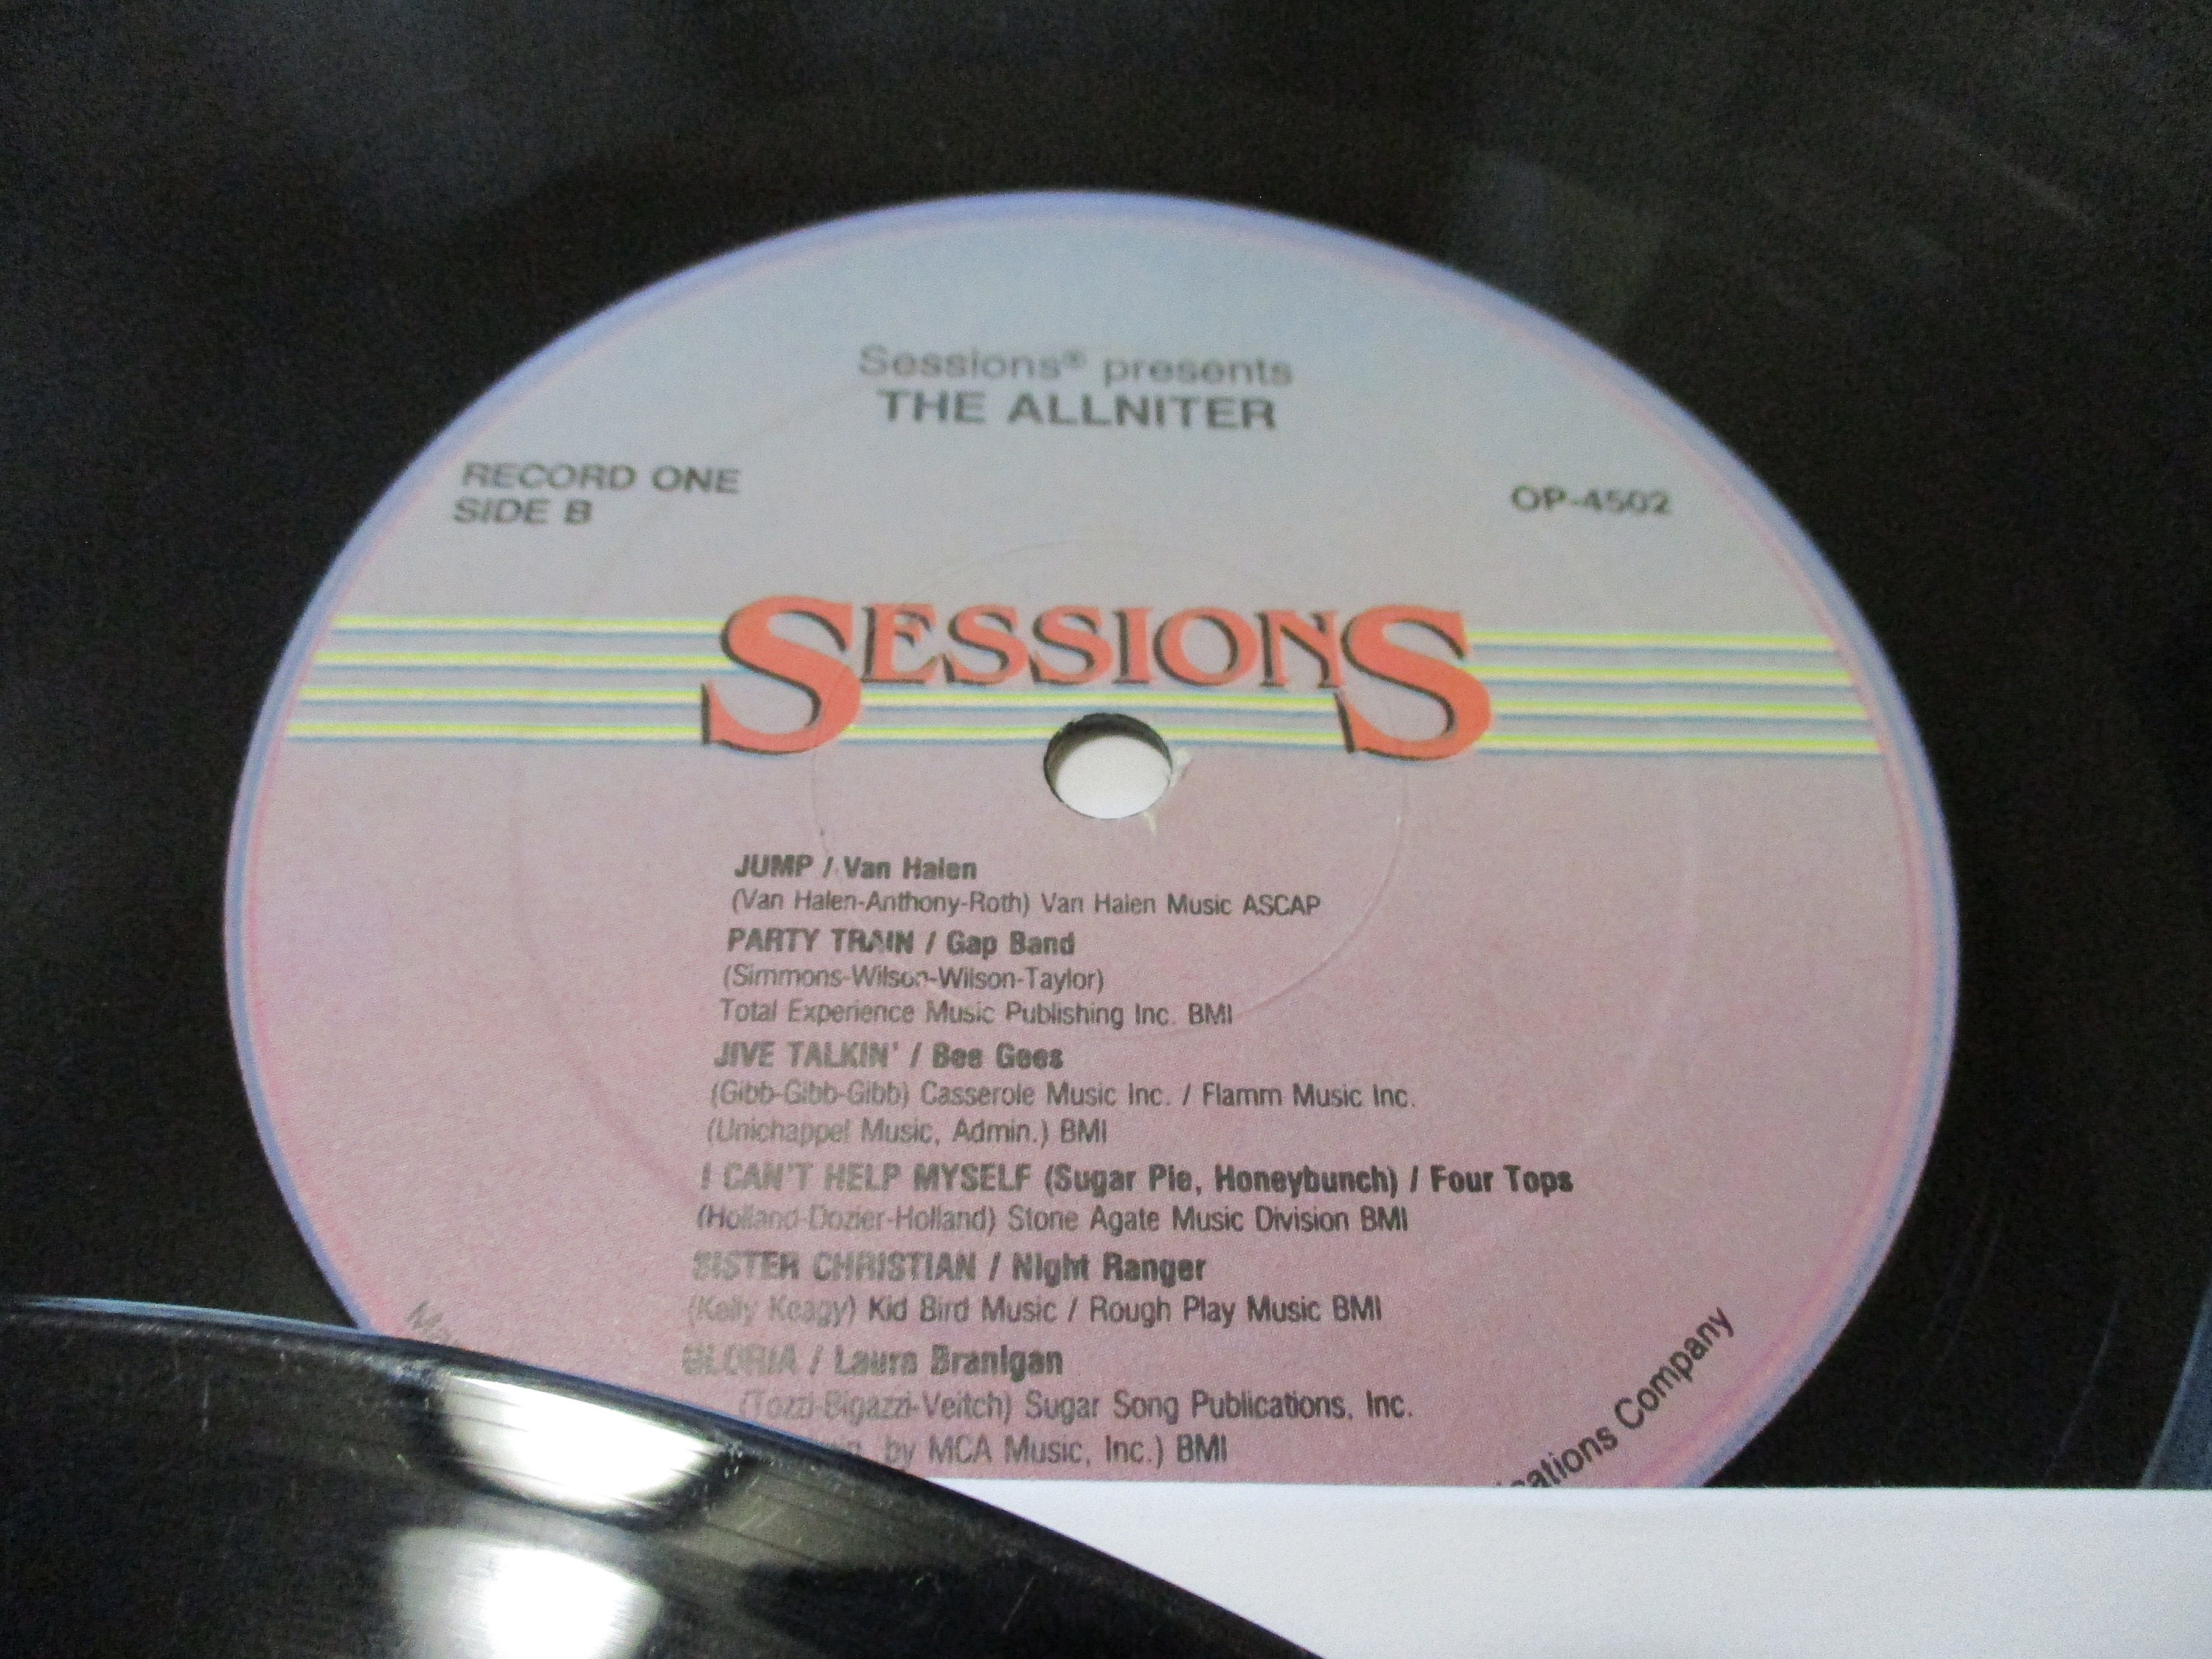 Sessions® presents
THE ALLNITER
RECORD ONE
SIDE B
OP-4502
SESSIONS
JUMP / Van Halen
(Van Halen-Anthony-Roth) Van Halen Music ASCAP
PARTY TRAIN / Gap Band
(Simmons-Wilson-Wilson-Taylor)
Total Experience Music Publishing Inc. BMI
JIVE TALKIN' / Bee Gees
(Gibb-Gibb-Gibb) Casserole Music Inc. / Flamm Music Inc.
(Unichappel Music, Admin.) BMI
I CAN'T HELP MYSELF (Sugar Pie, Honeybunch) / Four Tops
(Holland-Dozier-Holland) Stone Agate Music Division BMI
SISTER CHRISTIAN / Night Ranger
(Kelly Keagy) Kid Bird Music / Rough Play Music BMI
GLORIA / Laura Branigan
(Tozzi-Bigazzi-Veitch) Sugar Song Publications, Inc.
by MCA Music, Inc.) BMI
Company